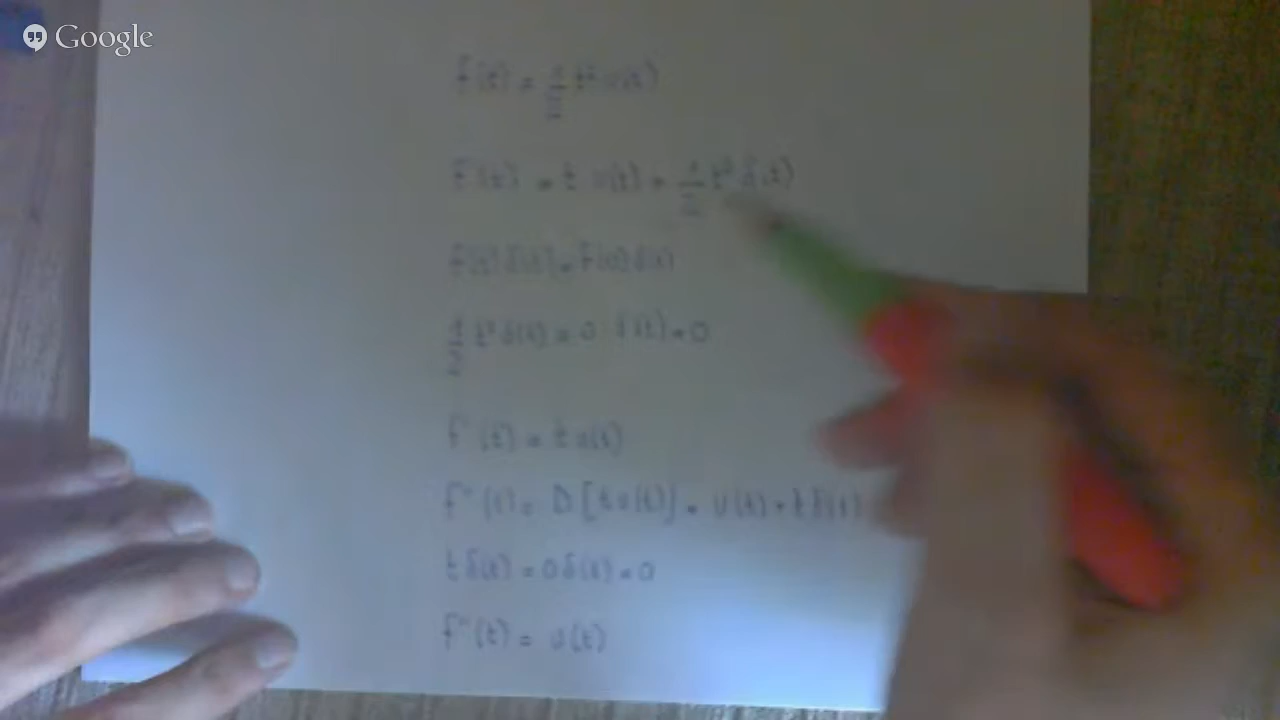 Google
f(t) = 1/2 t² u(t)
f'(t) = t u(t) + 1/2 t² δ(t)
f(t) δ(t) = f(0) δ(t)
1/2 t² δ(t) = 0 δ(t) = 0
f'(t) = t u(t)
f''(t) = D[t u(t)] = u(t) + t δ(t)
t δ(t) = 0 δ(t) = 0
f''(t) = u(t)